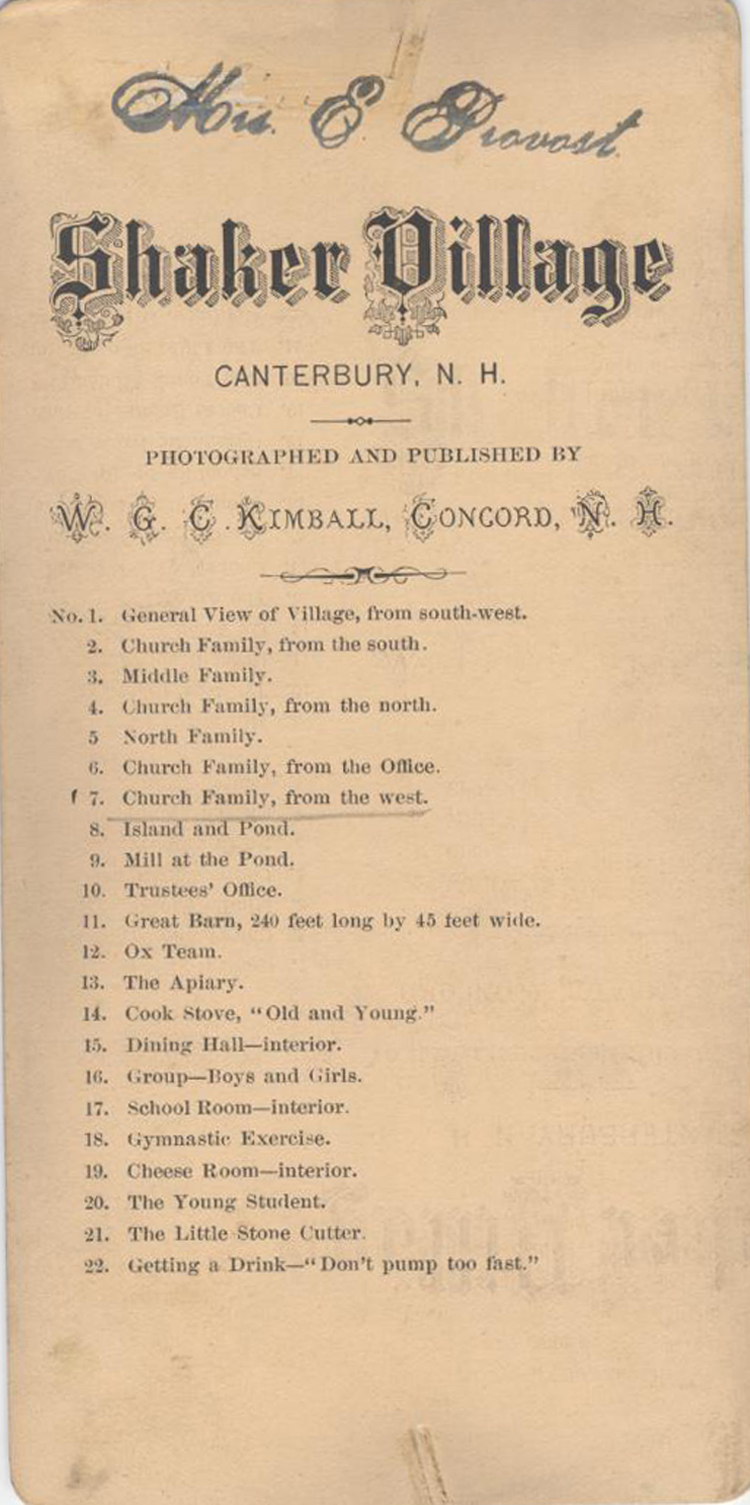 Mrs. E. Provost
Shaker Village
CANTERBURY, N. H.
PHOTOGRAPHED AND PUBLISHED BY
W. G. C. KIMBALL, CONCORD, N. H.
No. 1. General View of Village, from south-west.
2. Church Family, from the south.
3. Middle Family.
4. Church Family, from the north.
5 North Family.
6. Church Family, from the Office.
7. Church Family, from the west.
8. Island and Pond.
9. Mill at the Pond.
10. Trustees' Office.
11. Great Barn, 240 feet long by 45 feet wide.
12. Ox Team.
13. The Apiary.
14. Cook Stove, "Old and Young."
15. Dining Hall—interior.
16. Group—Boys and Girls.
17. School Room—interior.
18. Gymnastic Exercise.
19. Cheese Room—interior.
20. The Young Student.
21. The Little Stone Cutter.
22. Getting a Drink—"Don't pump too fast."